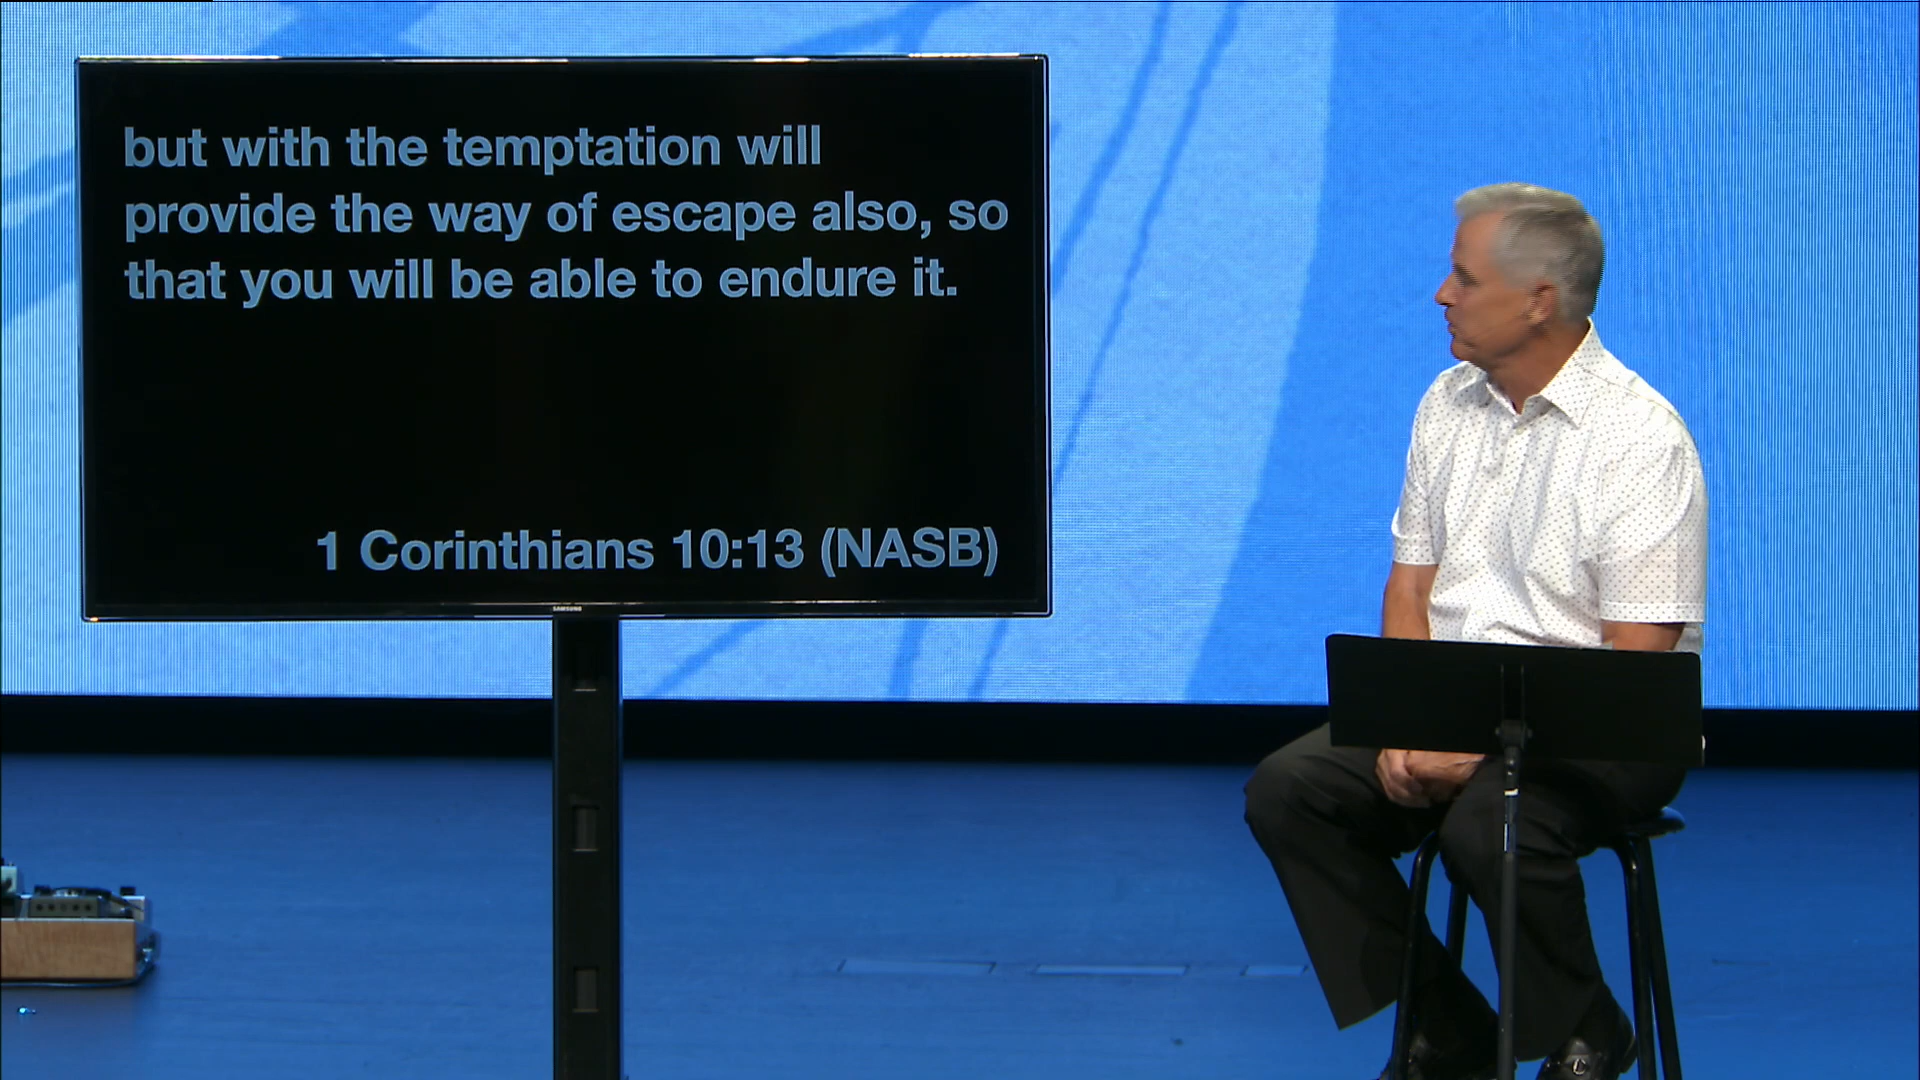 but with the temptation will
provide the way of escape also, so
that you will be able to endure it.
1 Corinthians 10:13 (NASB)
SAMSUNG